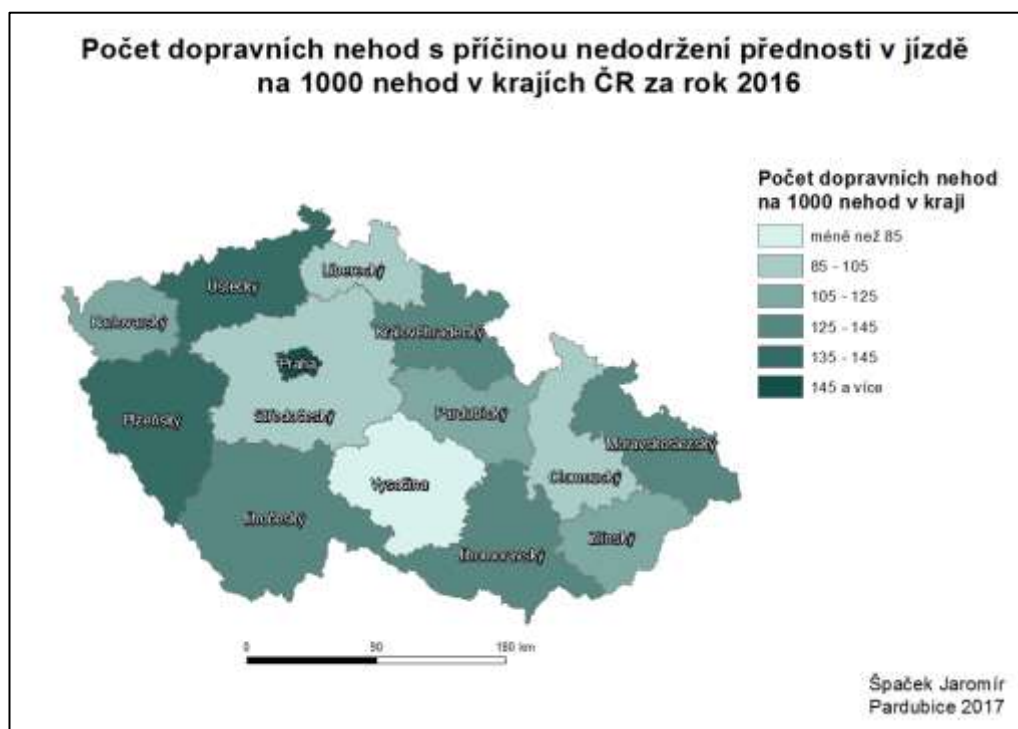 Počet dopravních nehod s příčinou nedodržení přednosti v jízdě
na 1000 nehod v krajích ČR za rok 2016
Počet dopravních nehod
na 1000 nehod v kraji
méně než 85
85 - 105
105 - 125
125 - 145
135 - 145
145 a více
Liberecký
Ústecký
Karlovarský
Královéhradecký
Praha
Plzeňský
Středočeský
Pardubický
Moravskoslezský
Vysočina
Olomoucký
Jihočeský
Jihomoravský
Zlínský
0 90 180 km
Špaček Jaromír
Pardubice 2017